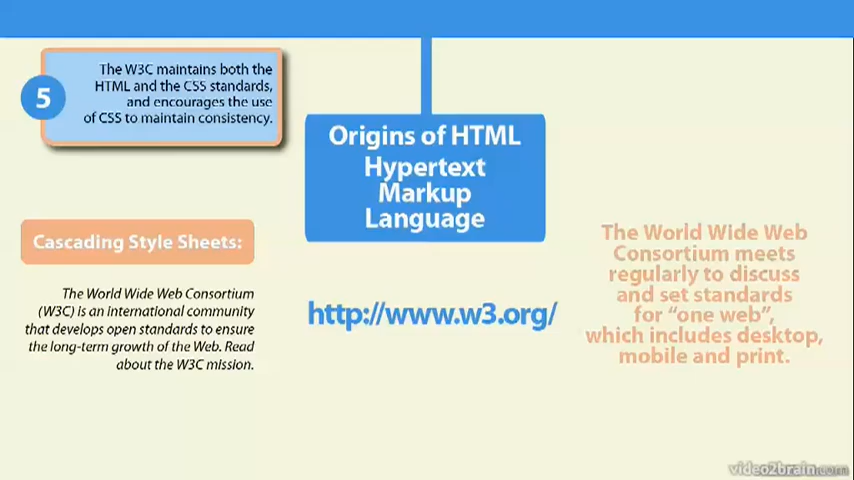 5
The W3C maintains both the
HTML and the CSS standards,
and encourages the use
of CSS to maintain consistency.
Origins of HTML
Hypertext
Markup
Language
Cascading Style Sheets:
The World Wide Web Consortium
(W3C) is an international community
that develops open standards to ensure
the long-term growth of the Web. Read
about the W3C mission.
http://www.w3.org/
The World Wide Web
Consortium meets
regularly to discuss
and set standards
for “one web”,
which includes desktop,
mobile and print.
video2brain.com